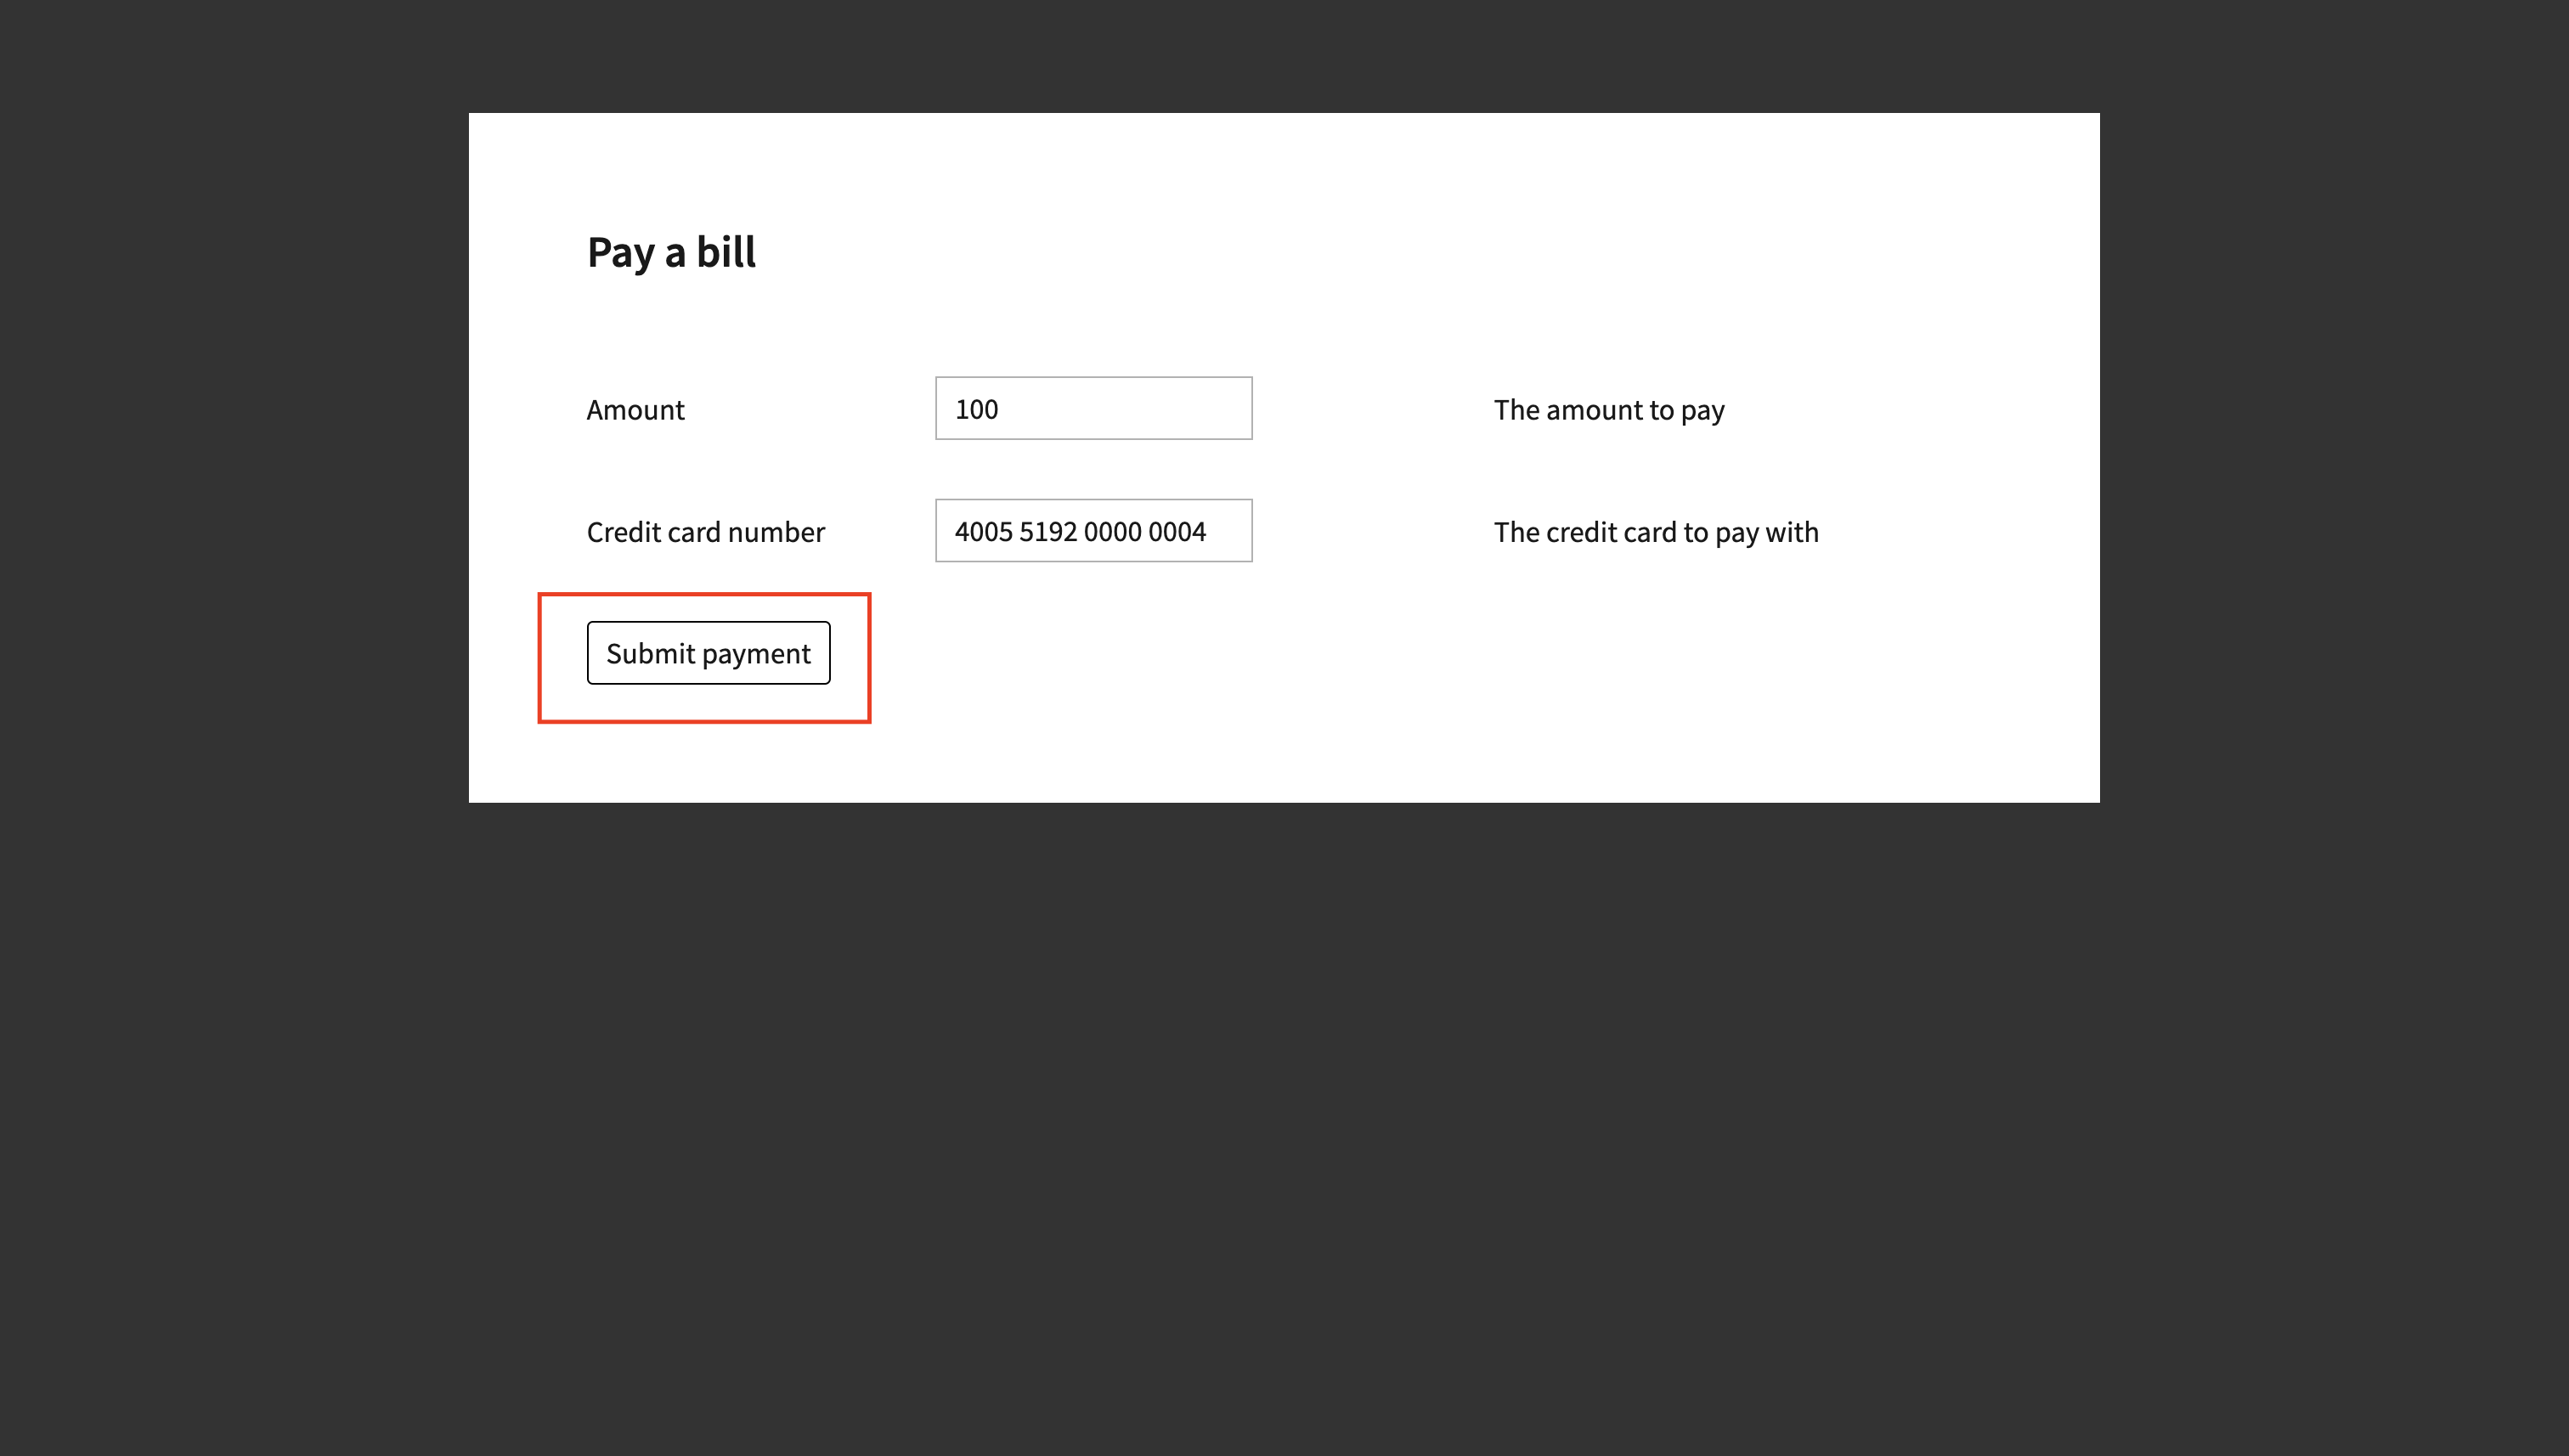 Pay a bill
Amount
100
The amount to pay
Credit card number
4005 5192 0000 0004
The credit card to pay with
Submit payment